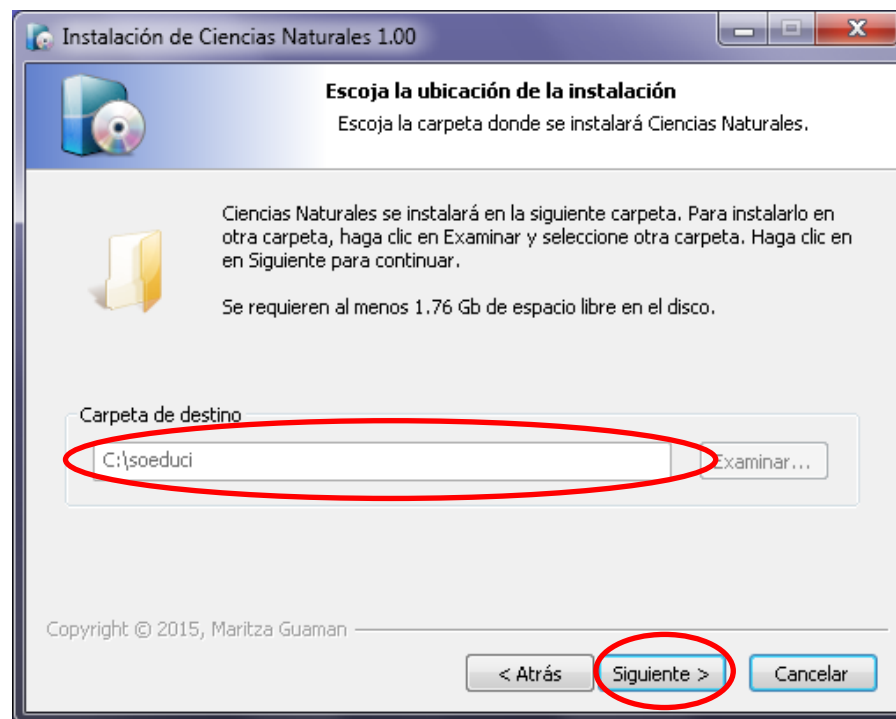 Instalación de Ciencias Naturales 1.00
Escoja la ubicación de la instalación
Escoja la carpeta donde se instalará Ciencias Naturales.
Ciencias Naturales se instalará en la siguiente carpeta. Para instalarlo en
otra carpeta, haga clic en Examinar y seleccione otra carpeta. Haga clic en
en Siguiente para continuar.
Se requieren al menos 1.76 Gb de espacio libre en el disco.
Carpeta de destino
C:\soeduci
Examinar...
Copyright © 2015, Maritza Guaman
< Atrás
Siguiente >
Cancelar